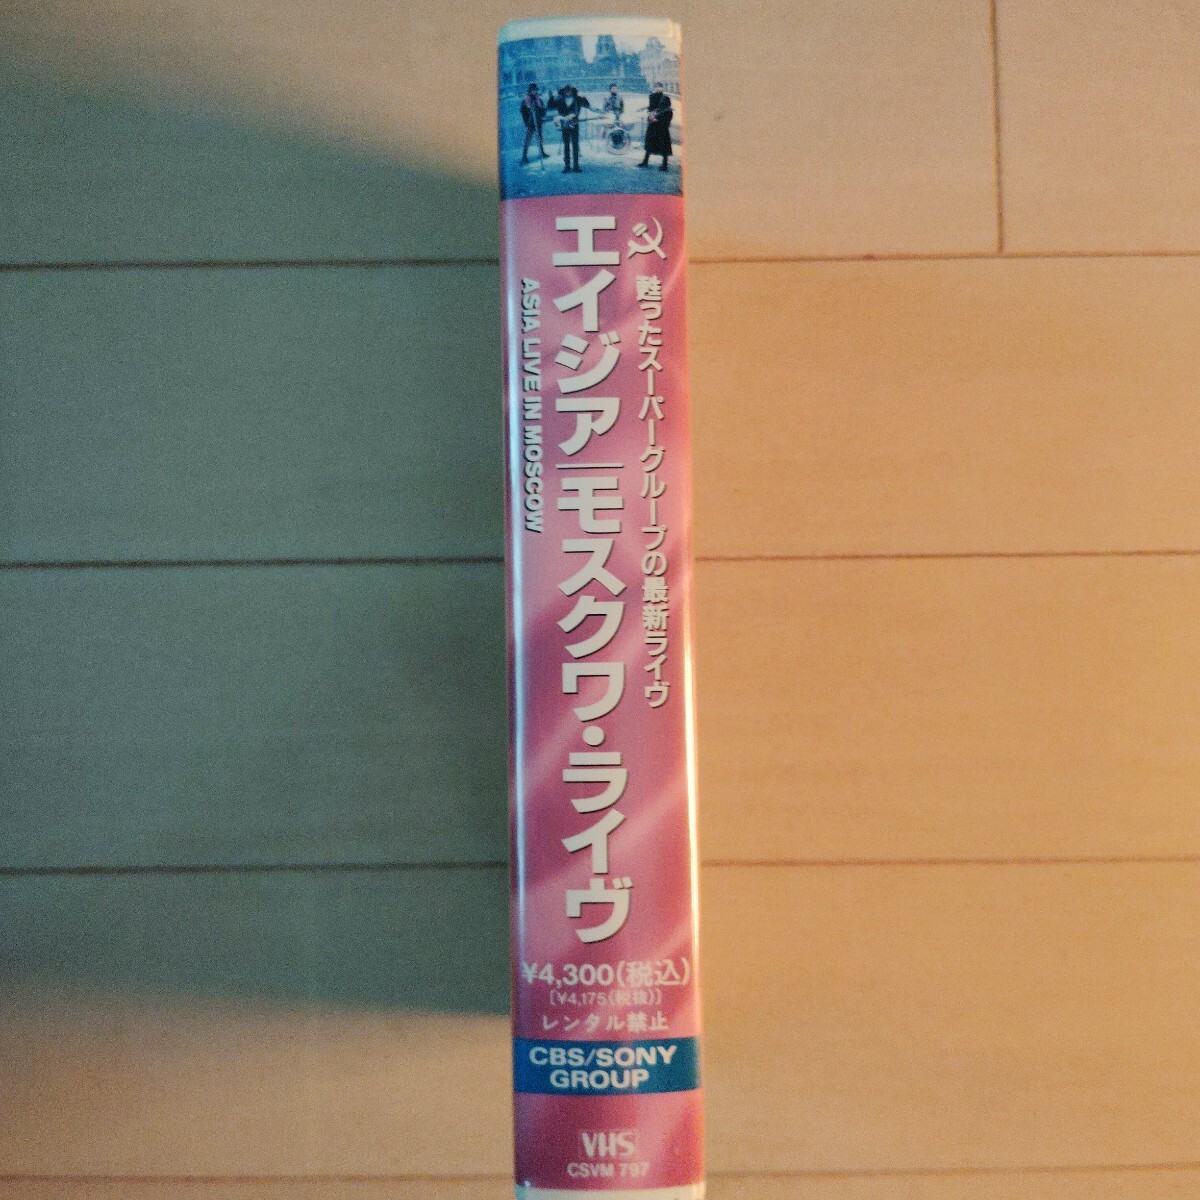 甦ったスーパーグループの最新ライヴ
エイジア|モスクワ・ライヴ
ASIA LIVE IN MOSCOW
¥4,300(税込)
[¥4,175(税抜)]
レンタル禁止
CBS/SONY
GROUP
VHS
CSVM 797